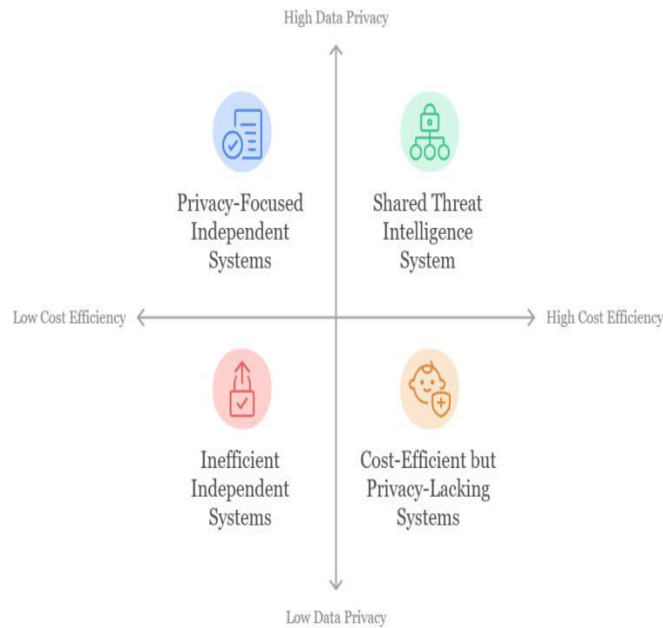 High Data Privacy
Privacy-Focused
Independent
Systems
Shared Threat
Intelligence
System
Low Cost Efficiency
High Cost Efficiency
Inefficient
Independent
Systems
Cost-Efficient but
Privacy-Lacking
Systems
Low Data Privacy